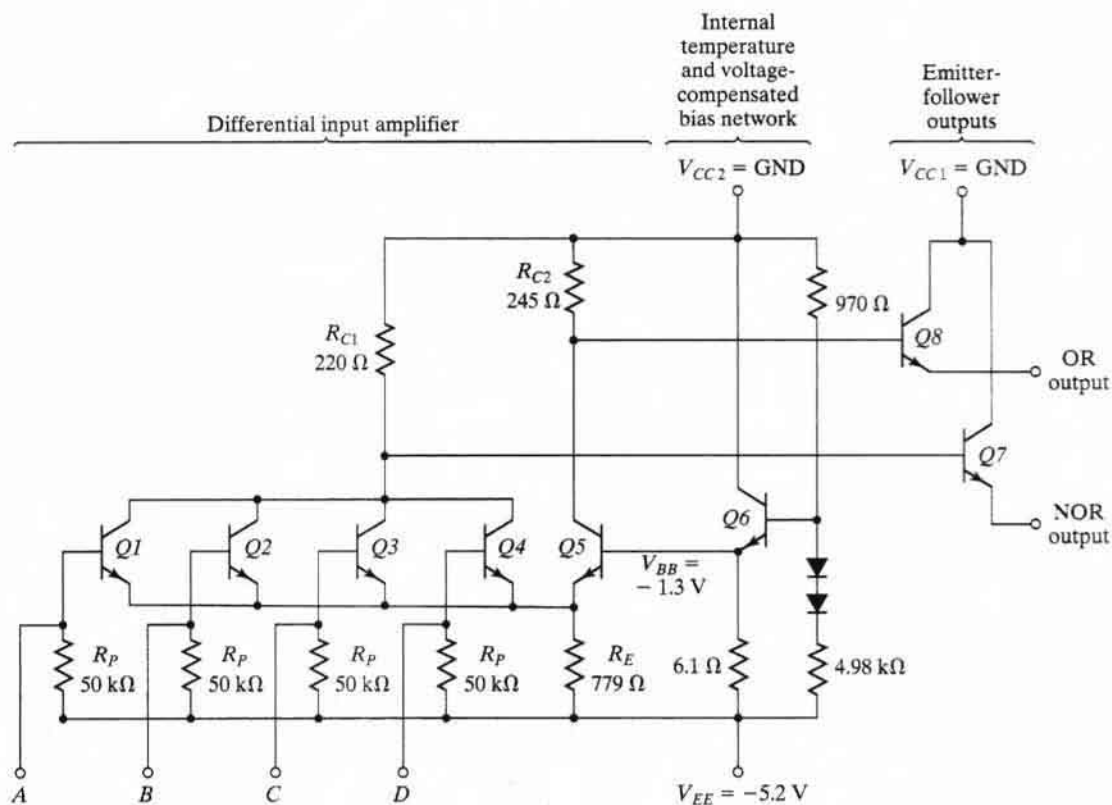 Internal
temperature
and voltage-
compensated
bias network
Emitter-
follower
outputs
Differential input amplifier
V_CC2 = GND
V_CC1 = GND
R_C2
245 Ω
970 Ω
R_C1
220 Ω
Q8
OR
output
Q7
Q6
NOR
output
Q1
Q2
Q3
Q4
Q5
V_BB =
− 1.3 V
R_P
50 kΩ
R_P
50 kΩ
R_P
50 kΩ
R_P
50 kΩ
R_E
779 Ω
6.1 Ω
4.98 kΩ
A
B
C
D
V_EE = −5.2 V